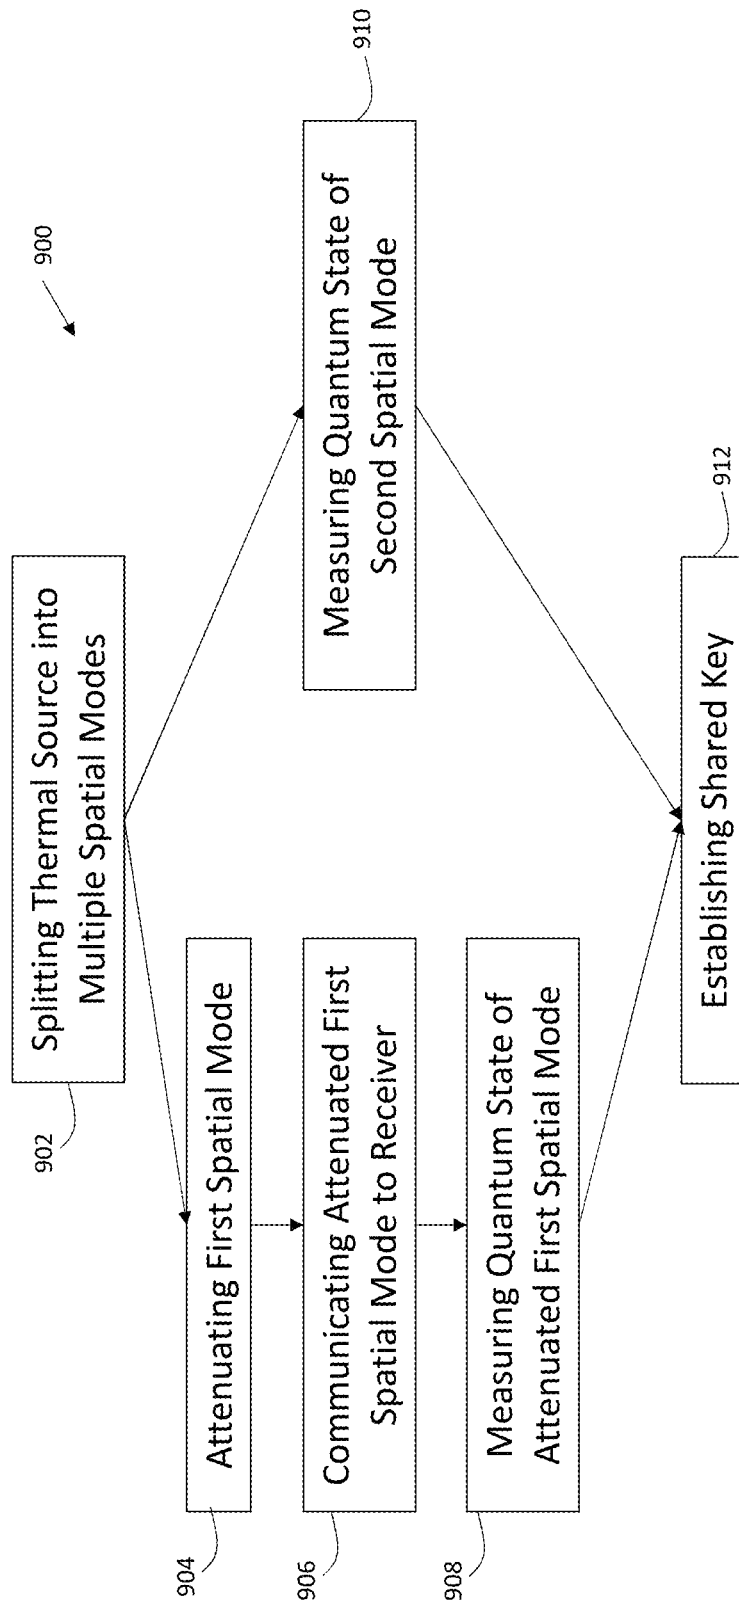 900
902
Splitting Thermal Source into
Multiple Spatial Modes
904
Attenuating First Spatial Mode
906
Communicating Attenuated First
Spatial Mode to Receiver
908
Measuring Quantum State of
Attenuated First Spatial Mode
910
Measuring Quantum State of
Second Spatial Mode
912
Establishing Shared Key